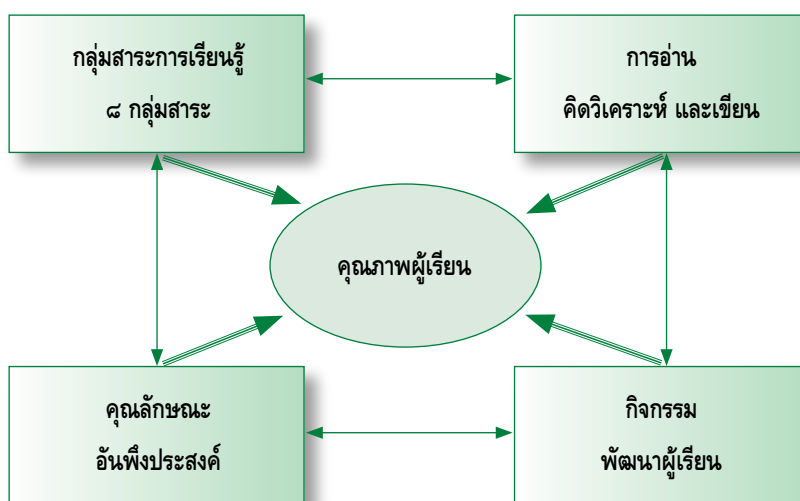 กลุ่มสาระการเรียนรู้
๘ กลุ่มสาระ
การอ่าน
คิดวิเคราะห์ และเขียน
คุณภาพผู้เรียน
คุณลักษณะ
อันพึงประสงค์
กิจกรรม
พัฒนาผู้เรียน